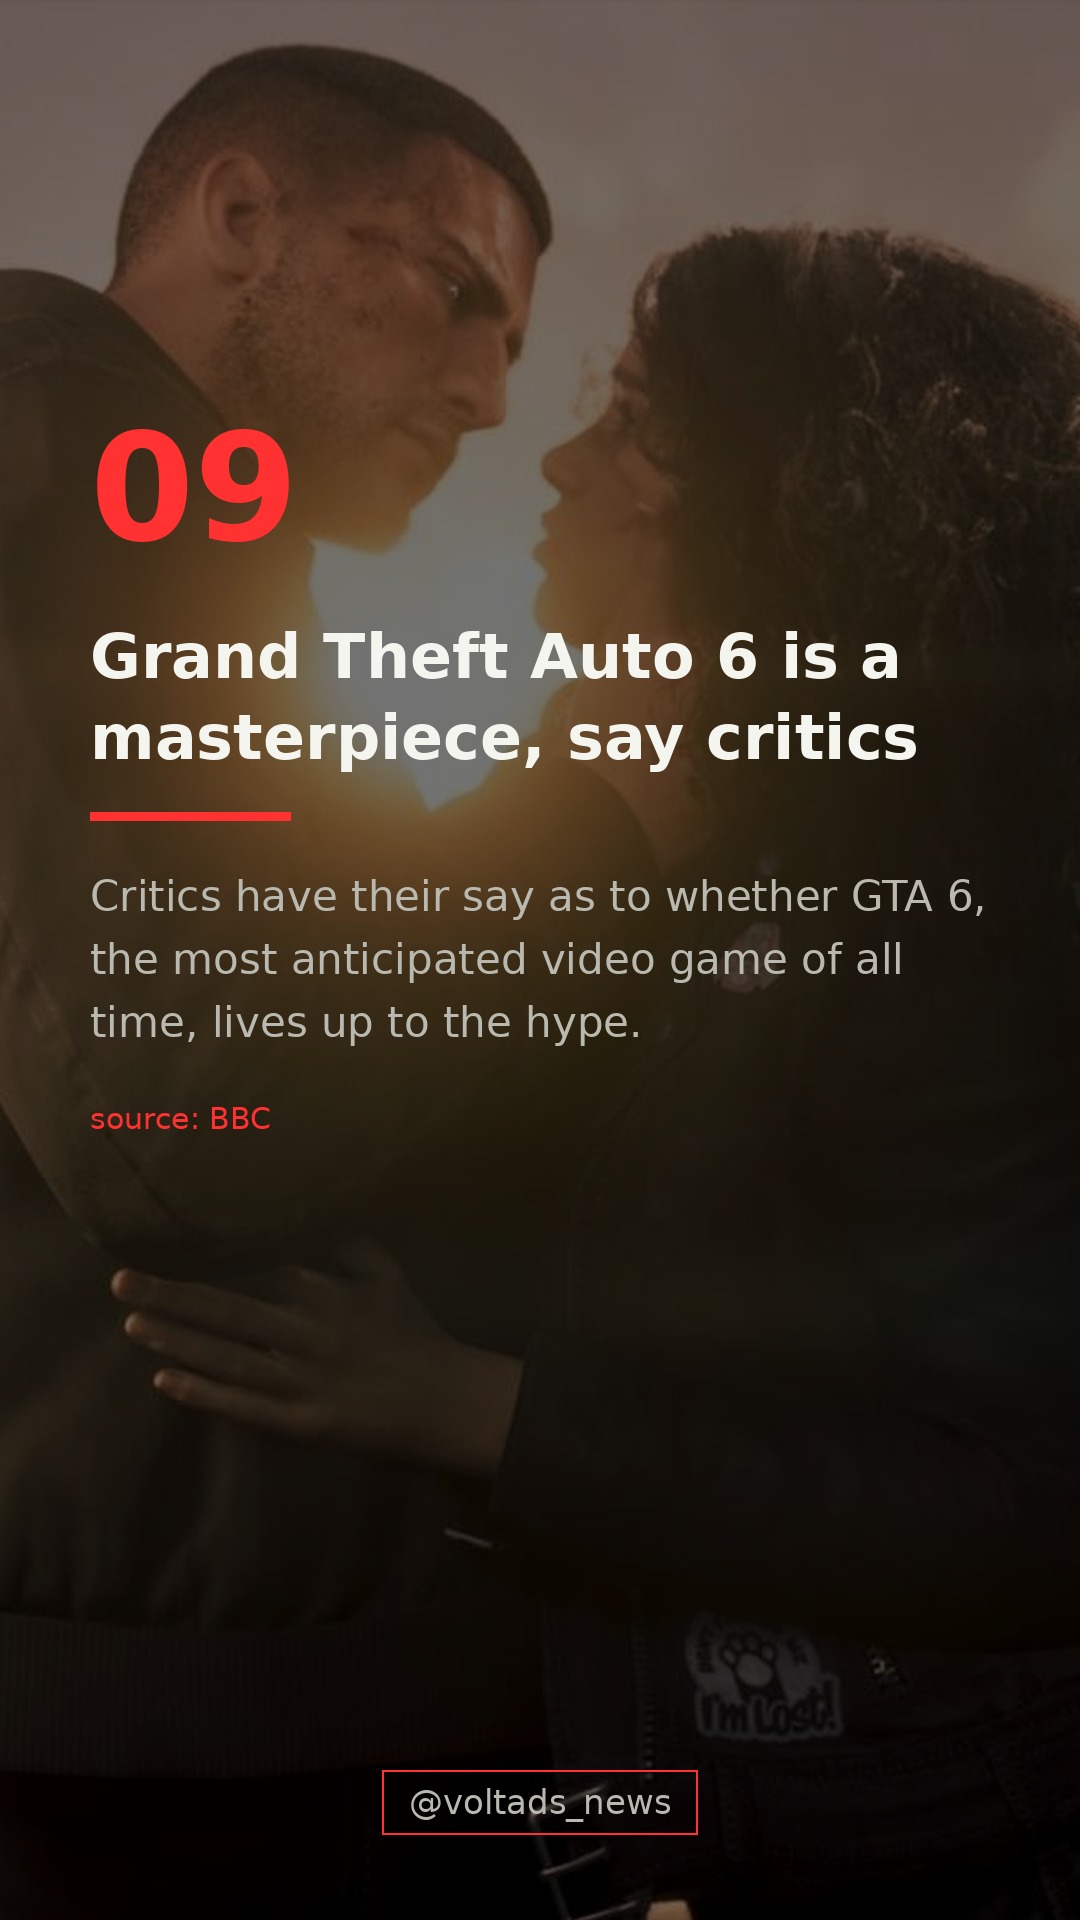 09
Grand Theft Auto 6 is a
masterpiece, say critics
Critics have their say as to whether GTA 6,
the most anticipated video game of all
time, lives up to the hype.
source: BBC
I'm Lost!
@voltads_news